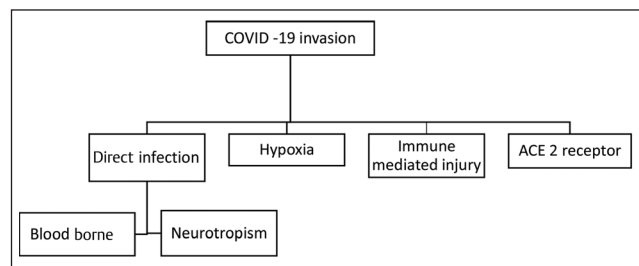 COVID -19 invasion
Direct infection
Hypoxia
Immune
mediated injury
ACE 2 receptor
Blood borne
Neurotropism